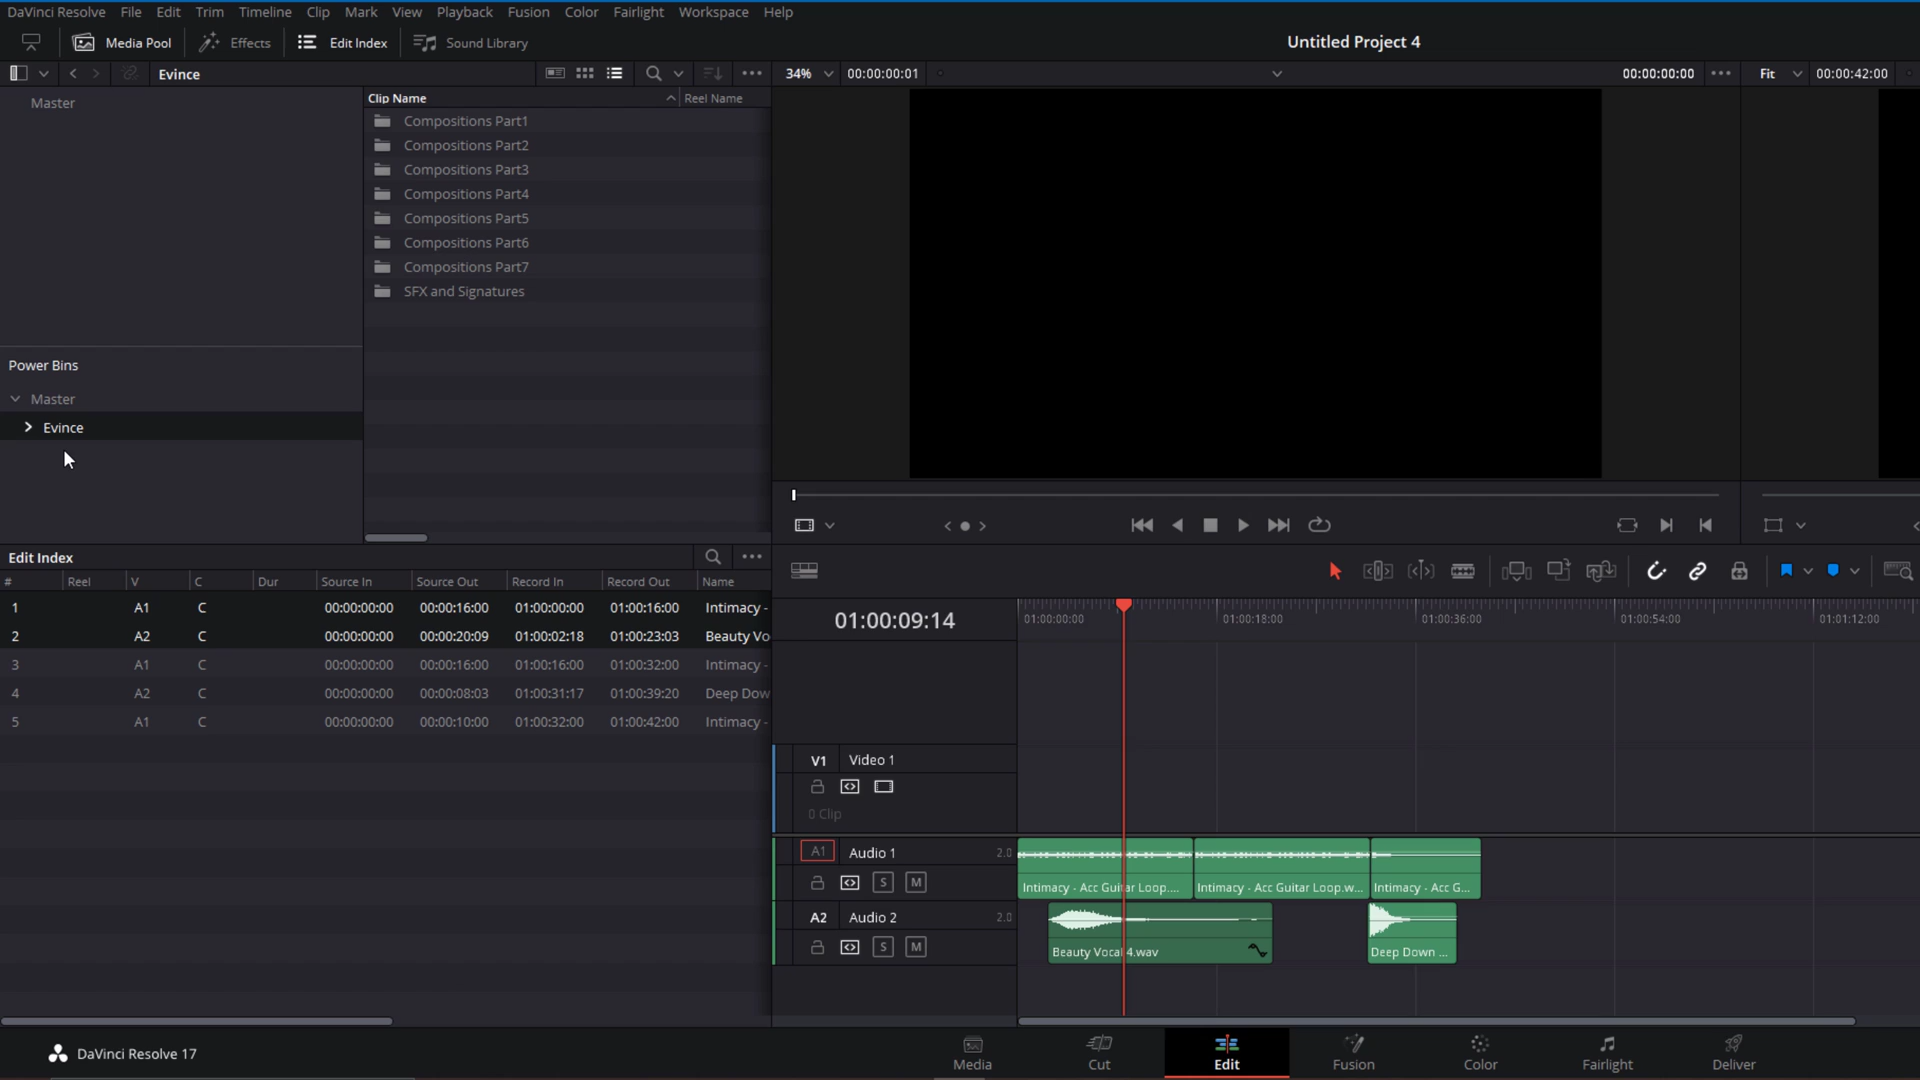 DaVinci Resolve File Edit Trim Timeline Clip Mark View Playback Fusion Color Fairlight Workspace Help
Media Pool Effects Edit Index Sound Library Untitled Project 4
Evince 34% 00:00:00:01 00:00:00:00 Fit 00:00:42:00
Master
Clip Name Reel Name
Compositions Part1
Compositions Part2
Compositions Part3
Compositions Part4
Compositions Part5
Compositions Part6
Compositions Part7
SFX and Signatures
Power Bins
Master
Evince
Edit Index
# Reel V C Dur Source In Source Out Record In Record Out Name
1 A1 C 00:00:00:00 00:00:16:00 01:00:00:00 01:00:16:00 Intimacy -
2 A2 C 00:00:00:00 00:00:20:09 01:00:02:18 01:00:23:03 Beauty Vo
3 A1 C 00:00:00:00 00:00:16:00 01:00:16:00 01:00:32:00 Intimacy -
4 A2 C 00:00:00:00 00:00:08:03 01:00:31:17 01:00:39:20 Deep Dow
5 A1 C 00:00:00:00 00:00:10:00 01:00:32:00 01:00:42:00 Intimacy -
01:00:09:14
01:00:00:00 01:00:18:00 01:00:36:00 01:00:54:00 01:01:12:00
V1 Video 1
0 Clip
A1 Audio 1 2.0
S M
Intimacy - Acc Guitar Loop.... Intimacy - Acc Guitar Loop.w... Intimacy - Acc G...
A2 Audio 2 2.0
S M
Beauty Vocal 4.wav Deep Down ...
DaVinci Resolve 17
Media Cut Edit Fusion Color Fairlight Deliver